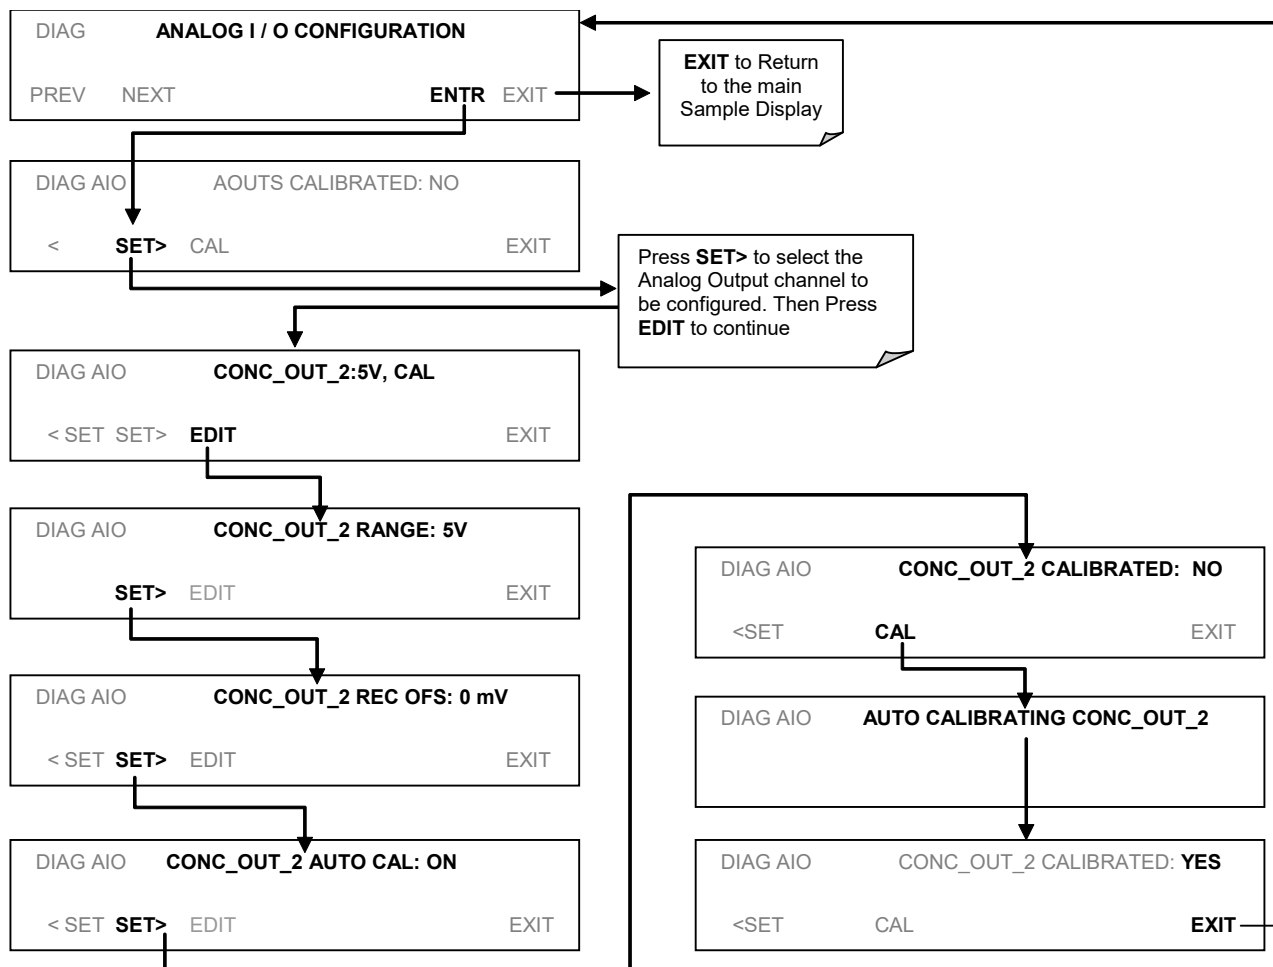 DIAG ANALOG I / O CONFIGURATION
PREV NEXT ENTR EXIT
EXIT to Return
to the main
Sample Display
DIAG AIO AOUTS CALIBRATED: NO
< SET> CAL EXIT
Press SET> to select the
Analog Output channel to
be configured. Then Press
EDIT to continue
DIAG AIO CONC_OUT_2:5V, CAL
< SET SET> EDIT EXIT
DIAG AIO CONC_OUT_2 RANGE: 5V
SET> EDIT EXIT
DIAG AIO CONC_OUT_2 REC OFS: 0 mV
< SET SET> EDIT EXIT
DIAG AIO CONC_OUT_2 AUTO CAL: ON
< SET SET> EDIT EXIT
DIAG AIO CONC_OUT_2 CALIBRATED: NO
<SET CAL EXIT
DIAG AIO AUTO CALIBRATING CONC_OUT_2
DIAG AIO CONC_OUT_2 CALIBRATED: YES
<SET CAL EXIT